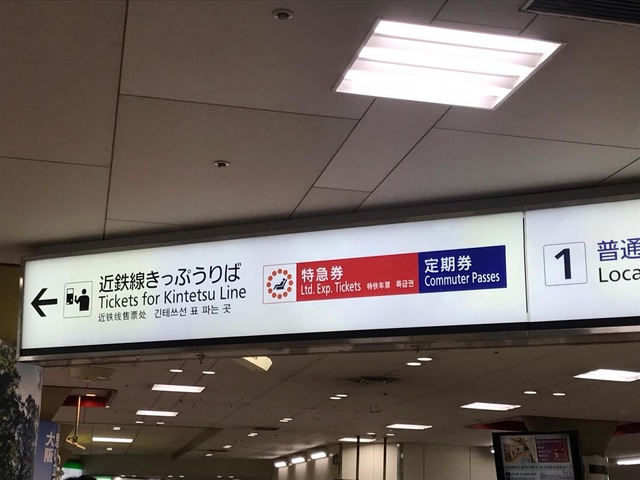 近鉄線きっぷうりば
Tickets for Kintetsu Line
近铁线售票处 긴테쓰선 표 파는 곳
特急券
Ltd. Exp. Tickets 特快车票 특급권
定期券
Commuter Passes
1
普通
Loca
大阪